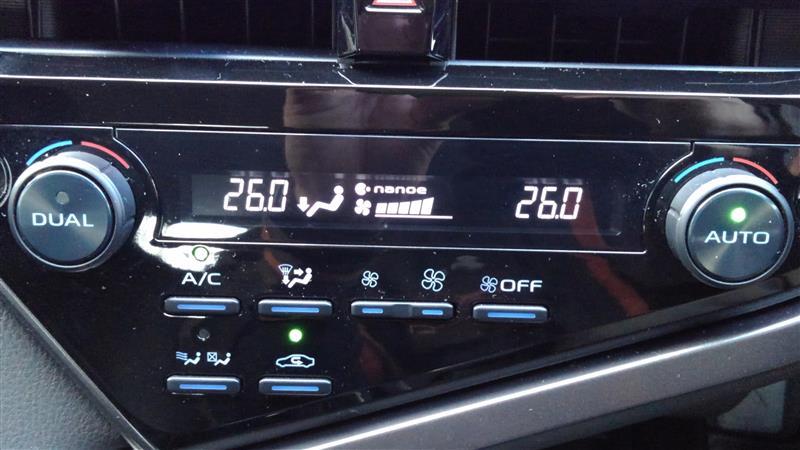 DUAL
26.0
nanoe
26.0
AUTO
A/C
OFF